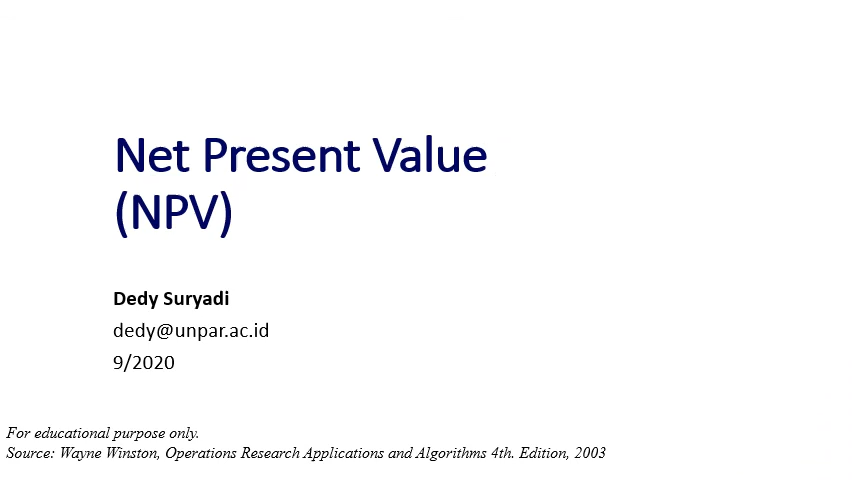 Net Present Value
(NPV)
Dedy Suryadi
dedy@unpar.ac.id
9/2020
For educational purpose only.
Source: Wayne Winston, Operations Research Applications and Algorithms 4th. Edition, 2003